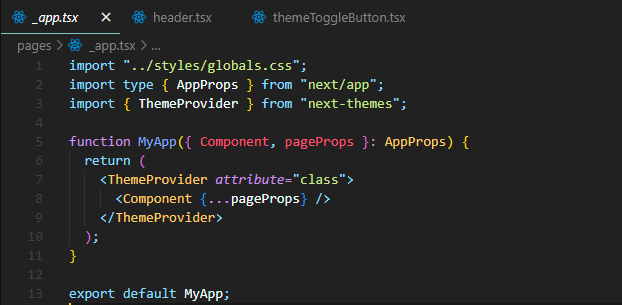 _app.tsx × header.tsx themeToggleButton.tsx
pages > _app.tsx > ...
1 import "../styles/globals.css";
2 import type { AppProps } from "next/app";
3 import { ThemeProvider } from "next-themes";
4
5 function MyApp({ Component, pageProps }: AppProps) {
6   return (
7     <ThemeProvider attribute="class">
8       <Component {...pageProps} />
9     </ThemeProvider>
10   );
11 }
12
13 export default MyApp;